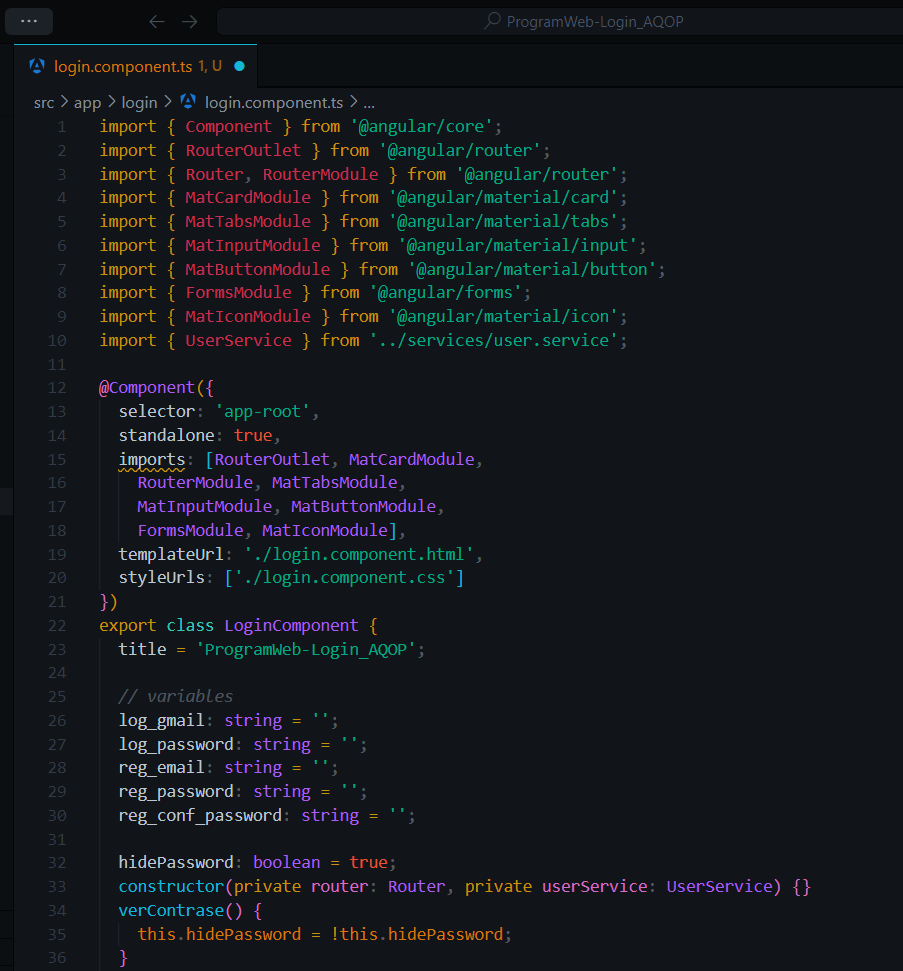 ···
ProgramWeb-Login_AQOP
login.component.ts 1, U
src > app > login > login.component.ts > ...
1 import { Component } from '@angular/core';
2 import { RouterOutlet } from '@angular/router';
3 import { Router, RouterModule } from '@angular/router';
4 import { MatCardModule } from '@angular/material/card';
5 import { MatTabsModule } from '@angular/material/tabs';
6 import { MatInputModule } from '@angular/material/input';
7 import { MatButtonModule } from '@angular/material/button';
8 import { FormsModule } from '@angular/forms';
9 import { MatIconModule } from '@angular/material/icon';
10 import { UserService } from '../services/user.service';
11
12 @Component({
13   selector: 'app-root',
14   standalone: true,
15   imports: [RouterOutlet, MatCardModule,
16     RouterModule, MatTabsModule,
17     MatInputModule, MatButtonModule,
18     FormsModule, MatIconModule],
19   templateUrl: './login.component.html',
20   styleUrls: ['./login.component.css']
21 })
22 export class LoginComponent {
23   title = 'ProgramWeb-Login_AQOP';
24
25   // variables
26   log_gmail: string = '';
27   log_password: string = '';
28   reg_email: string = '';
29   reg_password: string = '';
30   reg_conf_password: string = '';
31
32   hidePassword: boolean = true;
33   constructor(private router: Router, private userService: UserService) {}
34   verContrase() {
35     this.hidePassword = !this.hidePassword;
36   }